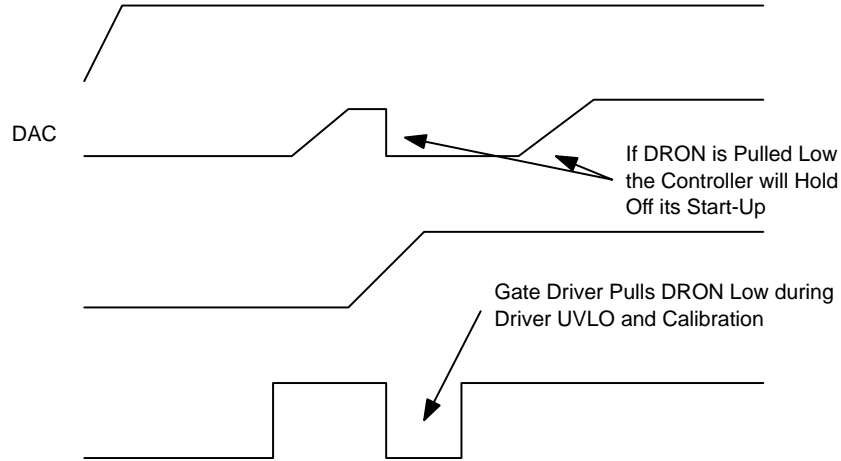 DAC
If DRON is Pulled Low
the Controller will Hold
Off its Start-Up
Gate Driver Pulls DRON Low during
Driver UVLO and Calibration